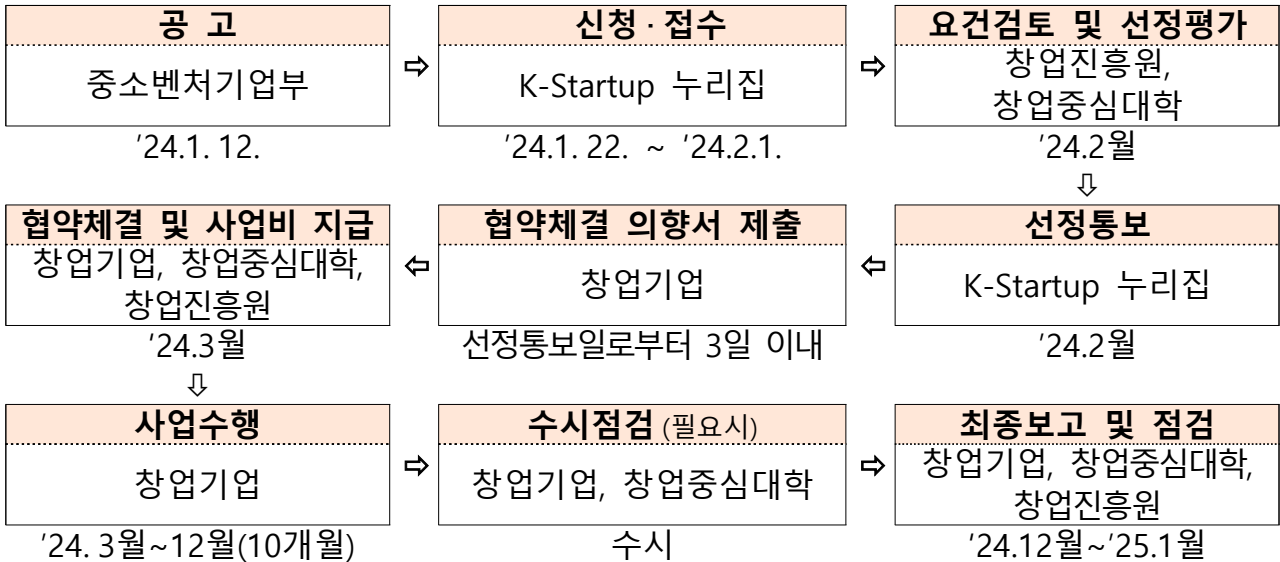 공 고
중소벤처기업부
'24.1. 12.
⇨
신청 · 접수
K-Startup 누리집
'24.1. 22. ~ '24.2.1.
⇨
요건검토 및 선정평가
창업진흥원,
창업중심대학
'24.2월
⇩
선정통보
K-Startup 누리집
'24.2월
⇦
협약체결 의향서 제출
창업기업
선정통보일로부터 3일 이내
⇦
협약체결 및 사업비 지급
창업기업, 창업중심대학,
창업진흥원
'24.3월
⇩
사업수행
창업기업
'24. 3월~12월(10개월)
⇨
수시점검 (필요시)
창업기업, 창업중심대학
수시
⇨
최종보고 및 점검
창업기업, 창업중심대학,
창업진흥원
'24.12월~'25.1월